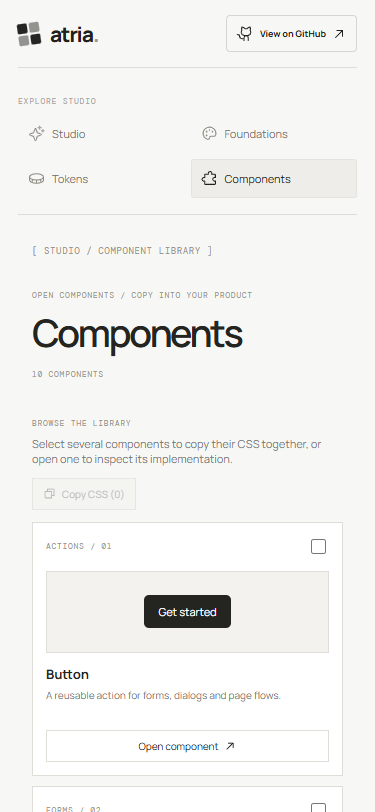 atria.
View on GitHub
EXPLORE STUDIO
Studio
Foundations
Tokens
Components
[ STUDIO / COMPONENT LIBRARY ]
OPEN COMPONENTS / COPY INTO YOUR PRODUCT
Components
10 COMPONENTS
BROWSE THE LIBRARY
Select several components to copy their CSS together, or
open one to inspect its implementation.
Copy CSS (0)
ACTIONS / 01
Get started
Button
A reusable action for forms, dialogs and page flows.
Open component
FORMS / 02